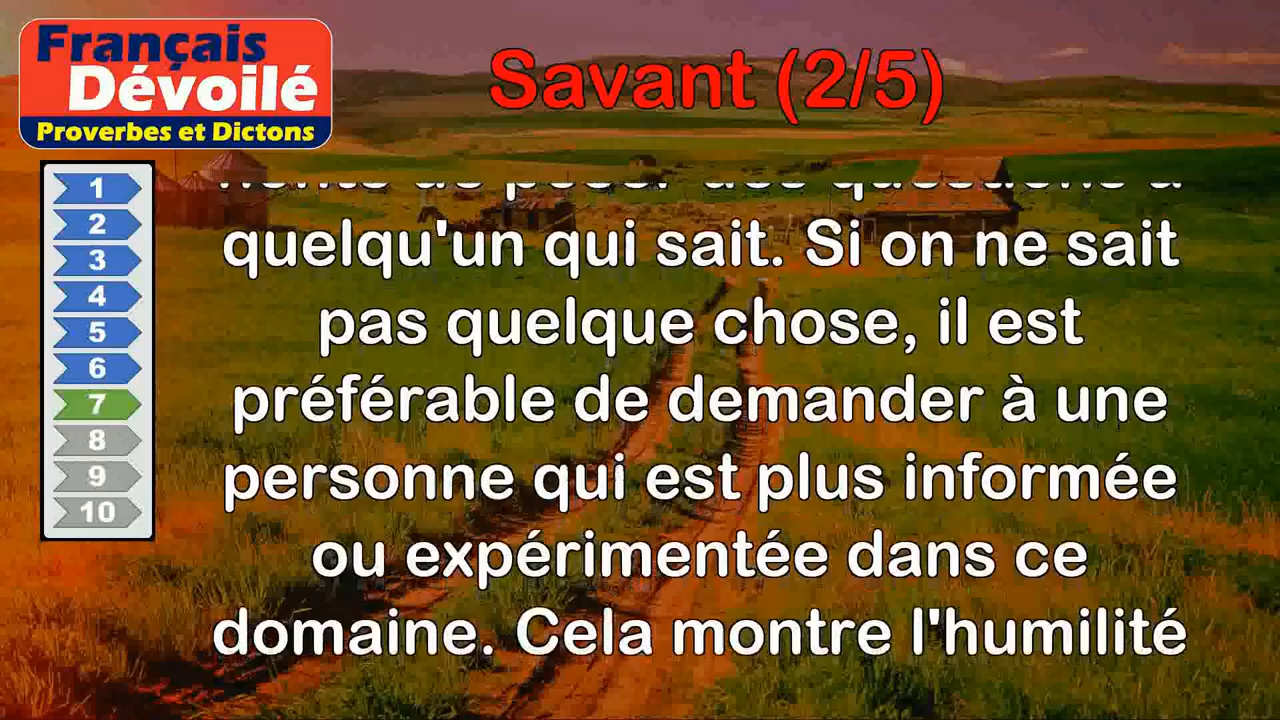 Français
Dévoilé
Proverbes et Dictons
Savant (2/5)
1
2
3
4
5
6
7
8
9
10
quelqu'un qui sait. Si on ne sait
pas quelque chose, il est
préférable de demander à une
personne qui est plus informée
ou expérimentée dans ce
domaine. Cela montre l'humilité